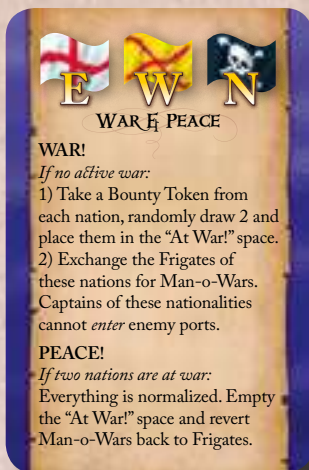 E W N
WAR & PEACE
WAR!
If no active war:
1) Take a Bounty Token from
each nation, randomly draw 2 and
place them in the “At War!” space.
2) Exchange the Frigates of
these nations for Man-o-Wars.
Captains of these nationalities
cannot enter enemy ports.
PEACE!
If two nations are at war:
Everything is normalized. Empty
the “At War!” space and revert
Man-o-Wars back to Frigates.